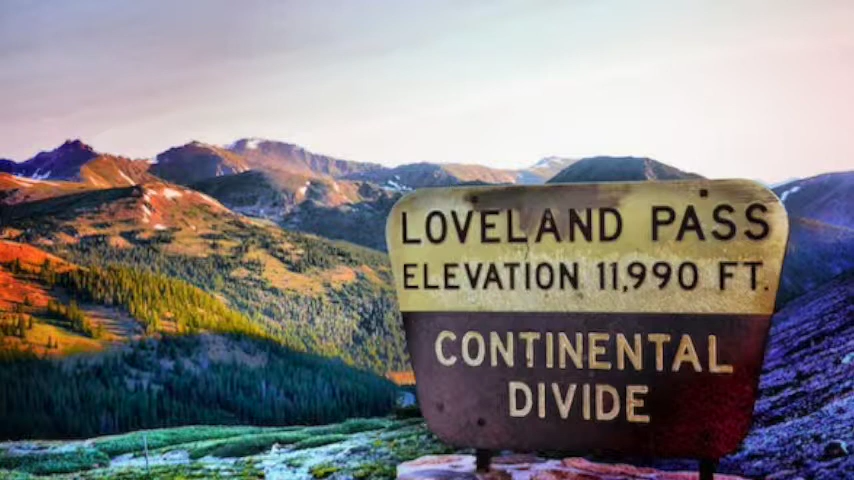 LOVELAND PASS
ELEVATION 11,990 FT.
CONTINENTAL
DIVIDE